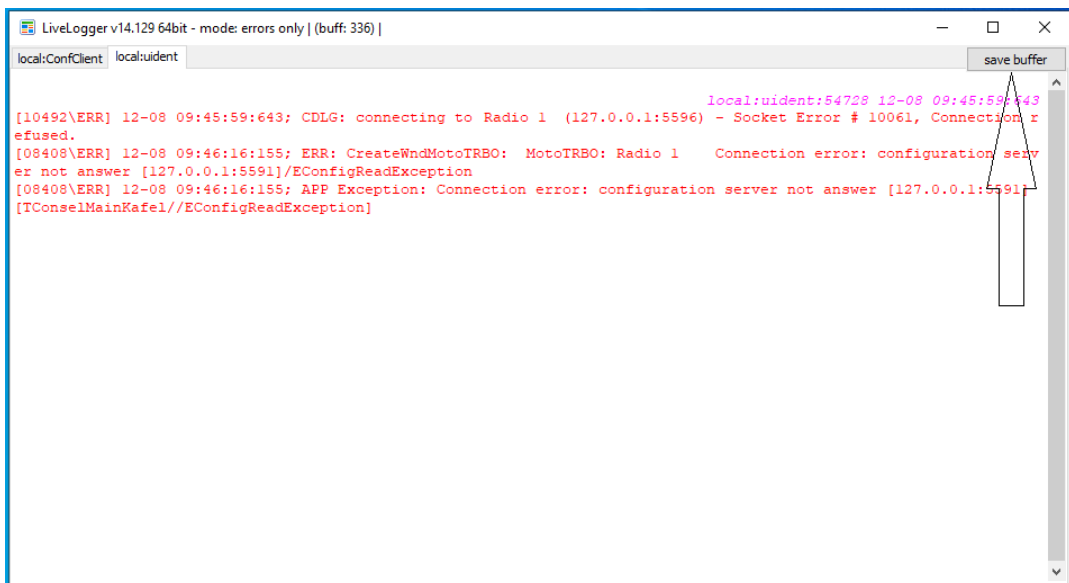 LiveLogger v14.129 64bit - mode: errors only | (buff: 336) |
local:ConfClient local:uident save buffer
local:uident:54728 12-08 09:45:59:643
[10492\ERR] 12-08 09:45:59:643; CDLG: connecting to Radio 1 (127.0.0.1:5596) - Socket Error # 10061, Connection r
efused.
[08408\ERR] 12-08 09:46:16:155; ERR: CreateWndMotoTRBO: MotoTRBO: Radio 1 Connection error: configuration serv
er not answer [127.0.0.1:5591]/EConfigReadException
[08408\ERR] 12-08 09:46:16:155; APP Exception: Connection error: configuration server not answer [127.0.0.1:5591]
[TConselMainKafel//EConfigReadException]